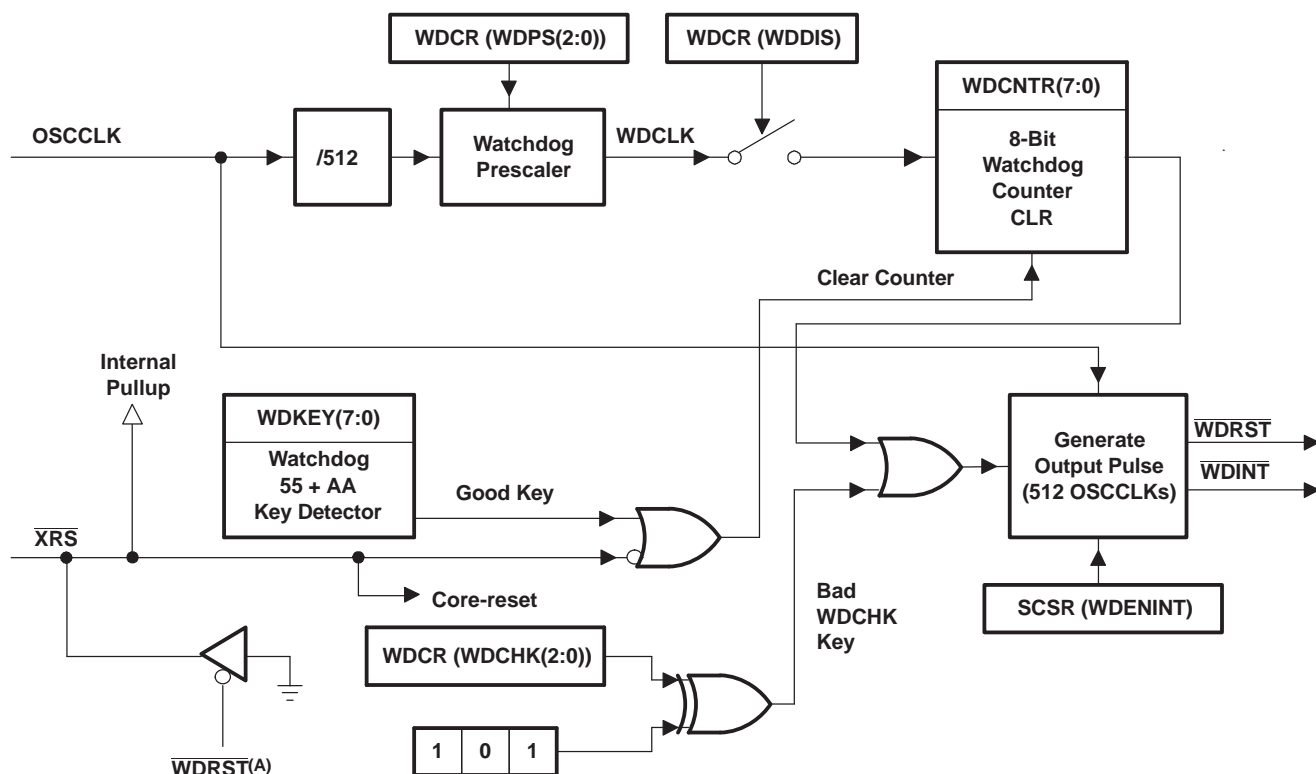 WDCR (WDPS(2:0))
WDCR (WDDIS)
WDCNTR(7:0)
OSCCLK
/512
Watchdog
Prescaler
WDCLK
8-Bit
Watchdog
Counter
CLR
Clear Counter
Internal
Pullup
WDKEY(7:0)
Watchdog
55 + AA
Key Detector
Good Key
Generate
Output Pulse
(512 OSCCLKs)
WDRST
WDINT
XRS
Core-reset
SCSR (WDENINT)
Bad
WDCHK
Key
WDCR (WDCHK(2:0))
1 0 1
WDRST(A)